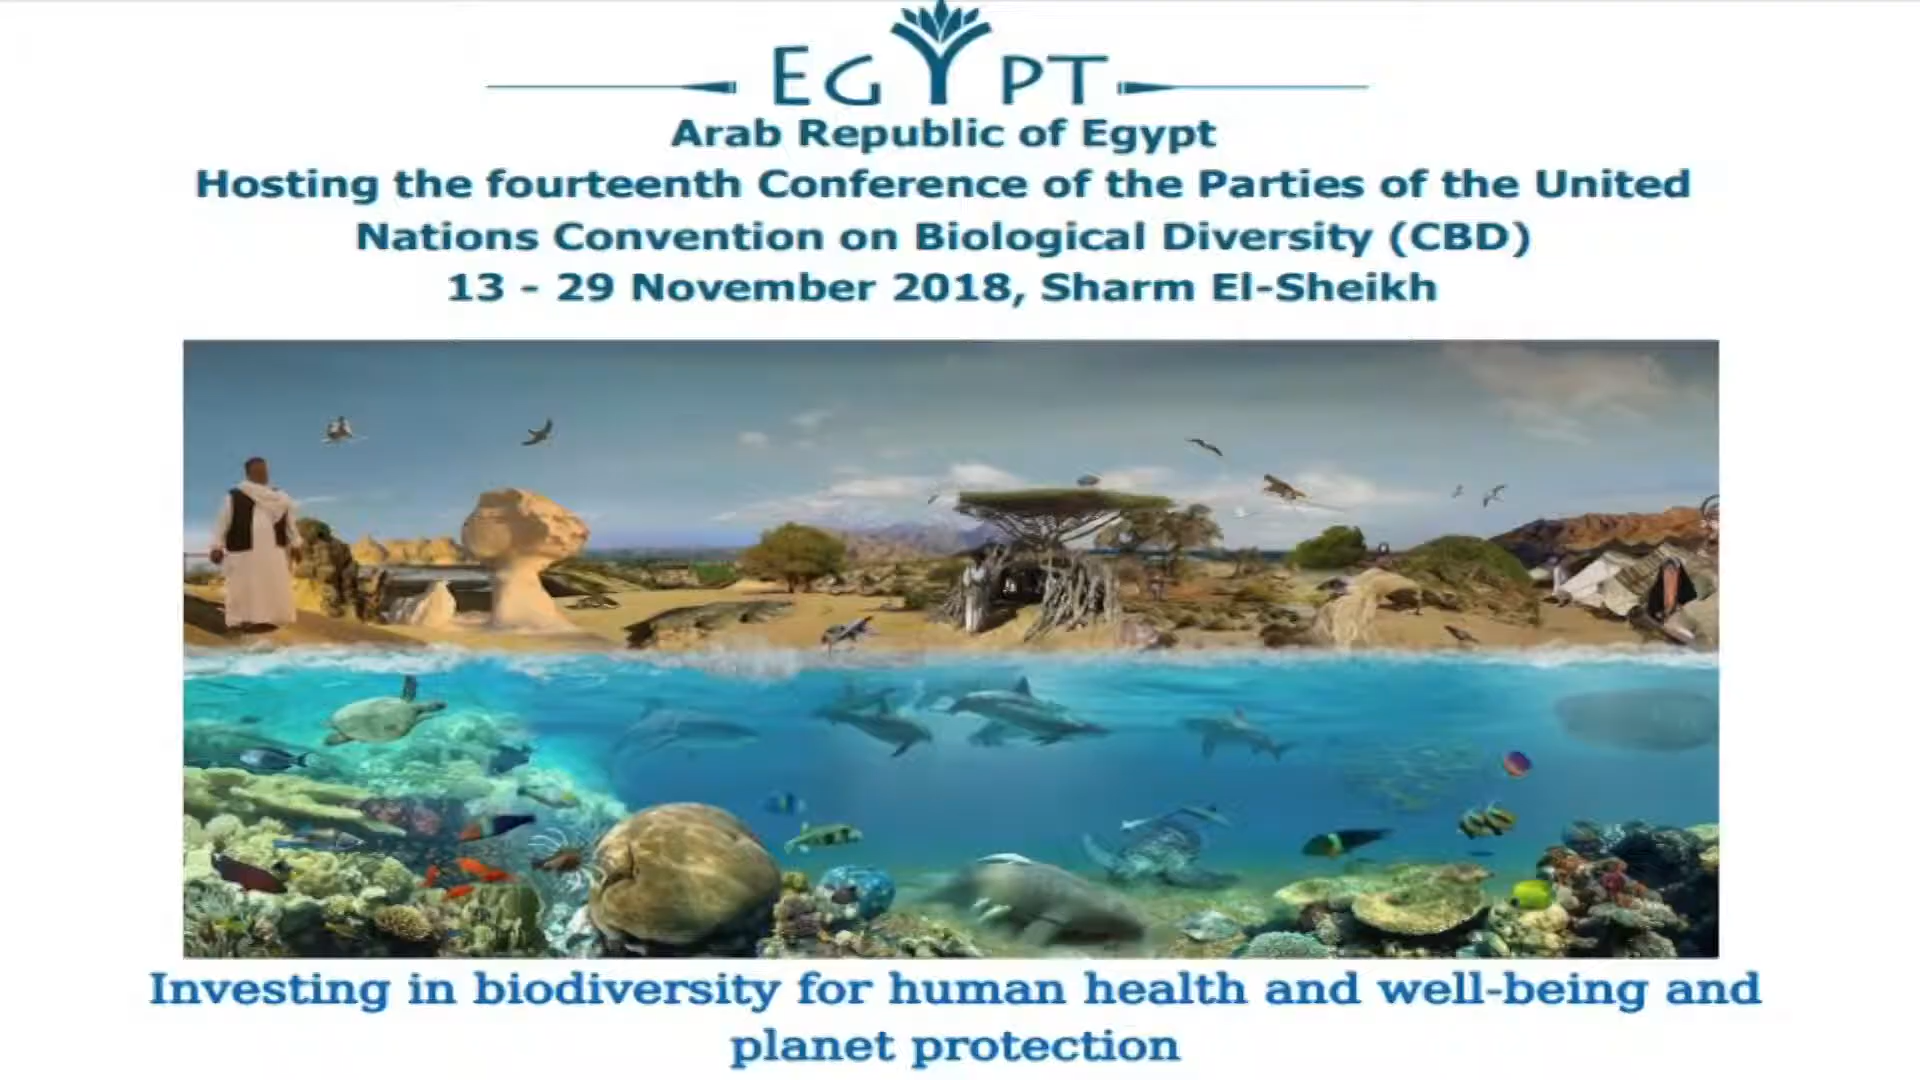 EGYPT
Arab Republic of Egypt
Hosting the fourteenth Conference of the Parties of the United
Nations Convention on Biological Diversity (CBD)
13 - 29 November 2018, Sharm El-Sheikh
Investing in biodiversity for human health and well-being and
planet protection